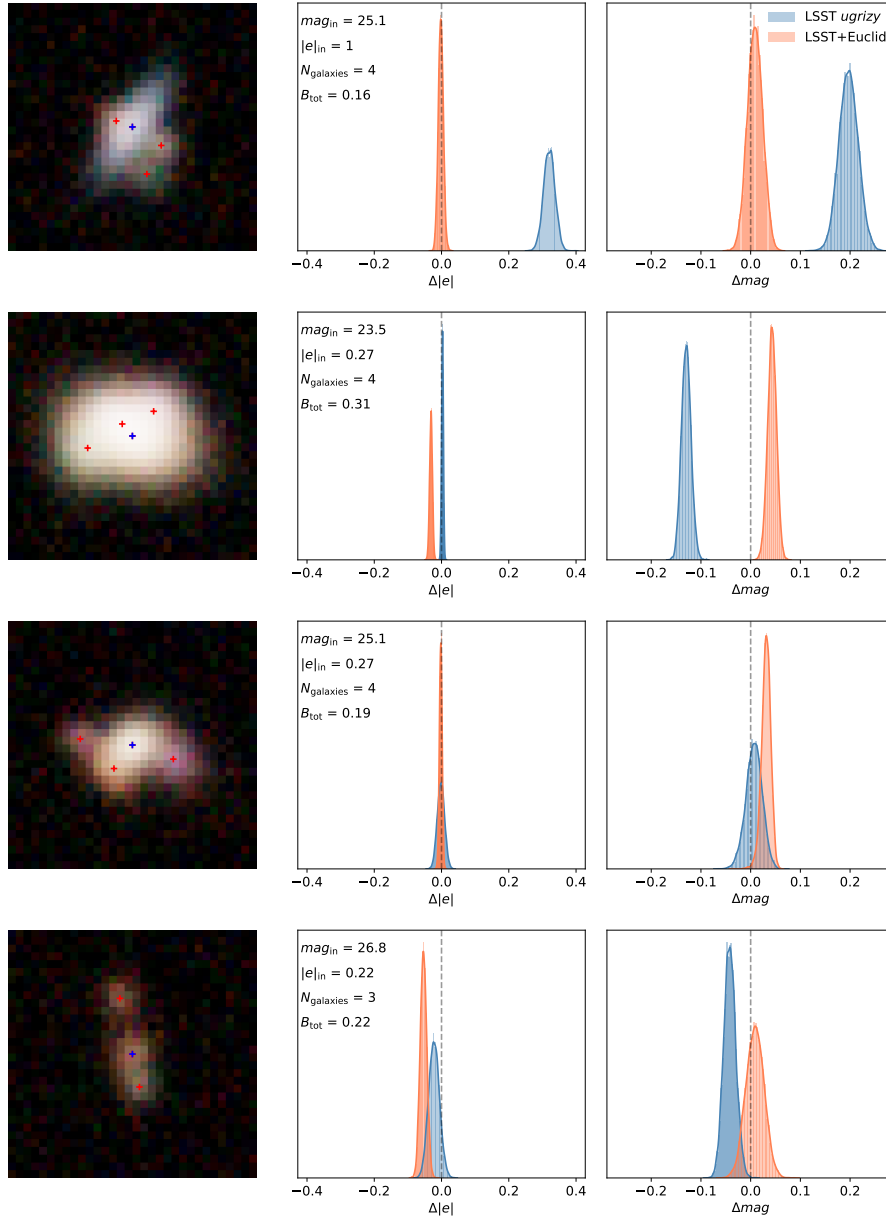 mag_in = 25.1
|e|_in = 1
N_galaxies = 4
B_tot = 0.16
LSST ugrizy
LSST+Euclid
−0.4 −0.2 0.0 0.2 0.4
Δ|e|
−0.2 −0.1 0.0 0.1 0.2
Δmag
mag_in = 23.5
|e|_in = 0.27
N_galaxies = 4
B_tot = 0.31
−0.4 −0.2 0.0 0.2 0.4
Δ|e|
−0.2 −0.1 0.0 0.1 0.2
Δmag
mag_in = 25.1
|e|_in = 0.27
N_galaxies = 4
B_tot = 0.19
−0.4 −0.2 0.0 0.2 0.4
Δ|e|
−0.2 −0.1 0.0 0.1 0.2
Δmag
mag_in = 26.8
|e|_in = 0.22
N_galaxies = 3
B_tot = 0.22
−0.4 −0.2 0.0 0.2 0.4
Δ|e|
−0.2 −0.1 0.0 0.1 0.2
Δmag